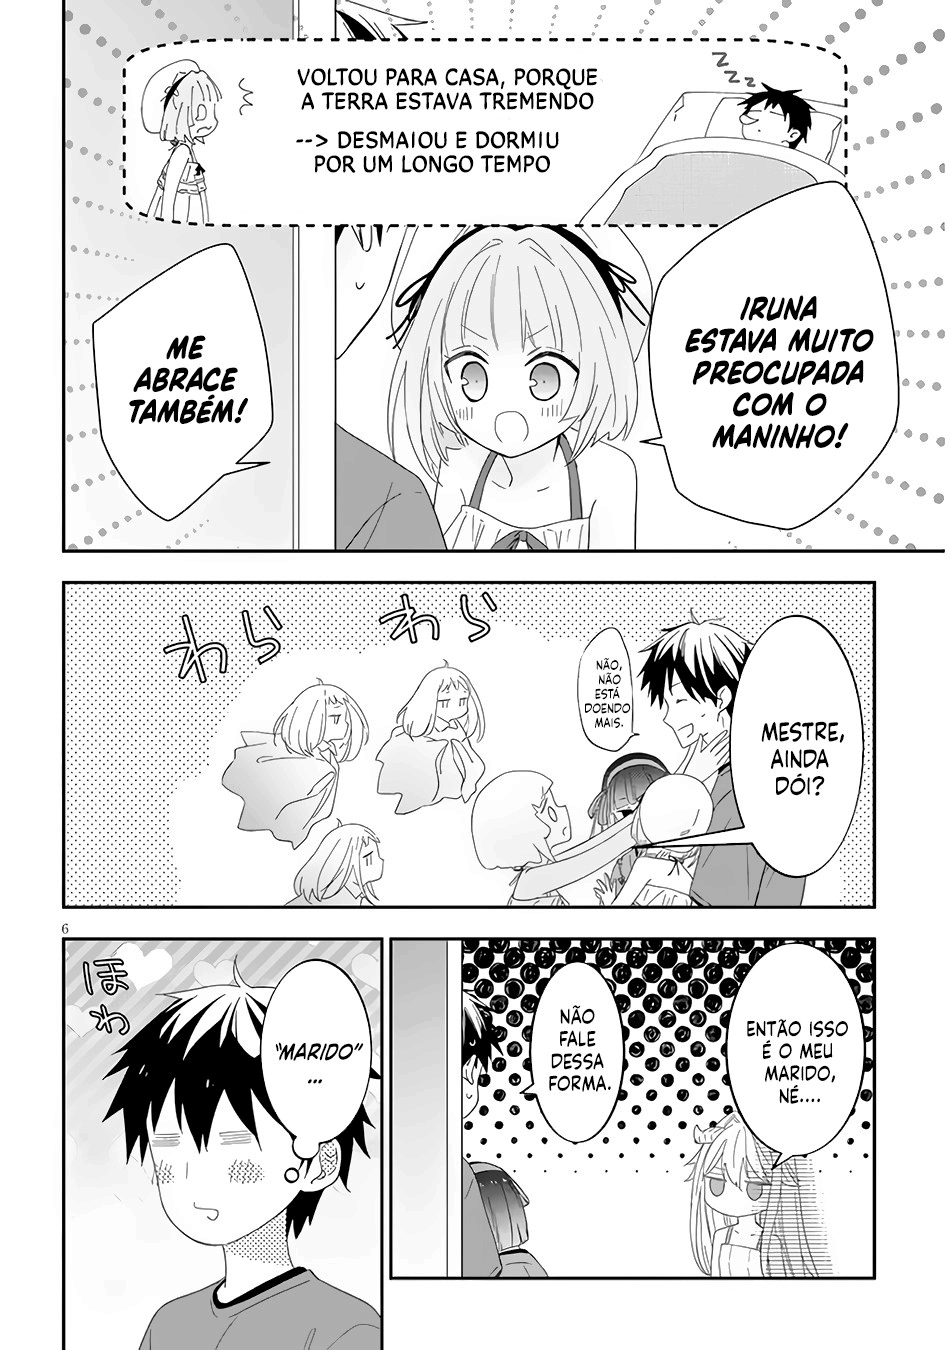 VOLTOU PARA CASA, PORQUE
A TERRA ESTAVA TREMENDO
--> DESMAIOU E DORMIU
POR UM LONGO TEMPO
Z Z Z Z
IRUNA
ESTAVA MUITO
PREOCUPADA
COM O
MANINHO!
ME
ABRACE
TAMBÉM!
わら
わら
MESTRE,
AINDA
DÓI?
NÃO,
NÃO
ESTÁ
DOENDO
MAIS.
6
ENTÃO ISSO
É O MEU
MARIDO,
NÉ....
NÃO
FALE
DESSA
FORMA.
"MARIDO"
...
ほわ